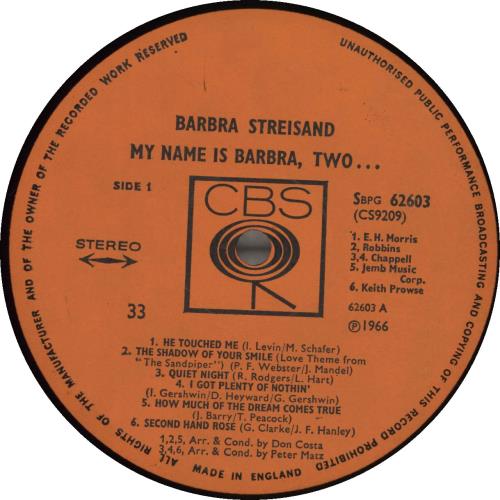 ALL RIGHTS OF THE MANUFACTURER AND OF THE OWNER OF THE RECORDED WORK RESERVED
UNAUTHORISED PUBLIC PERFORMANCE BROADCASTING AND COPYING OF THIS RECORD PROHIBITED
BARBRA STREISAND
MY NAME IS BARBRA, TWO...
SIDE 1
CBS
SBPG 62603
(CS9209)
STEREO
1. E. H. Morris
2, Robbins
3,4. Chappell
5, Jemb Music
Corp.
6. Keith Prowse
33
62603 A
Ⓟ1966
1. HE TOUCHED ME (I. Levin/M. Schafer)
2. THE SHADOW OF YOUR SMILE (Love Theme from
"The Sandpiper") (P. F. Webster/J. Mandel)
3. QUIET NIGHT (R. Rodgers/L. Hart)
4. I GOT PLENTY OF NOTHIN'
(I. Gershwin/D. Heyward/G. Gershwin)
5. HOW MUCH OF THE DREAM COMES TRUE
(J. Barry/T. Peacock)
6. SECOND HAND ROSE (G. Clarke/J. F. Hanley)
1,2,5, Arr. & Cond. by Don Costa
3,4,6, Arr. & Cond. by Peter Matz
MADE IN ENGLAND